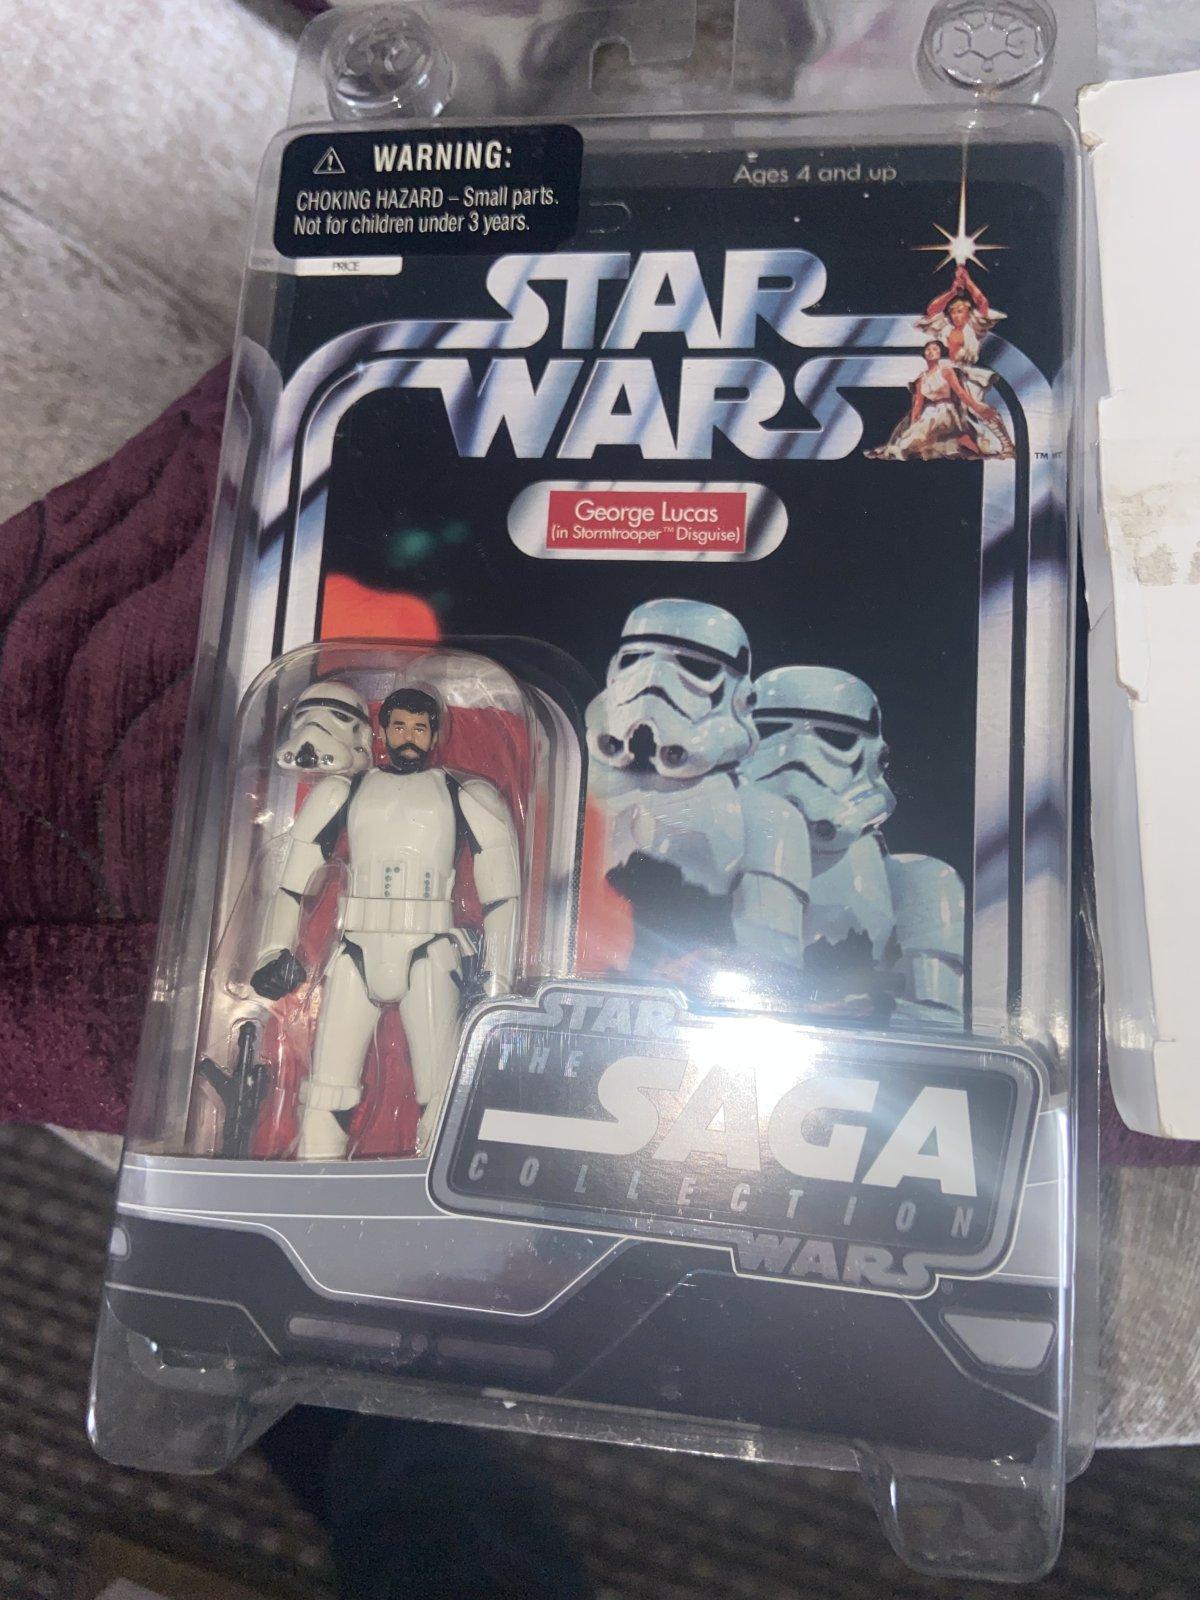 WARNING:
CHOKING HAZARD – Small parts.
Not for children under 3 years.
Ages 4 and up
PRICE
STAR
WARS
TM
George Lucas
(in Stormtrooper™ Disguise)
STAR
THE
SAGA
COLLECTION
WARS